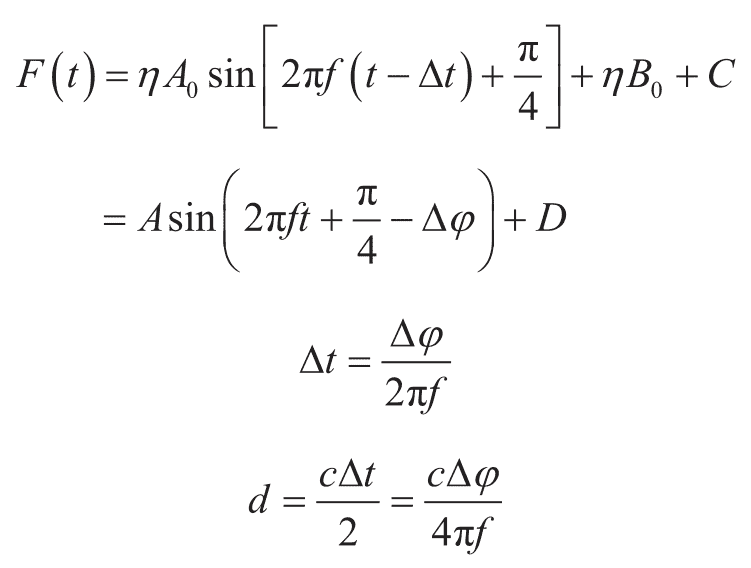 F(t) = ηA₀ sin[2πf(t − Δt) + π/4] + ηB₀ + C
= A sin(2πft + π/4 − Δφ) + D
Δt = Δφ/2πf
d = cΔt/2 = cΔφ/4πf